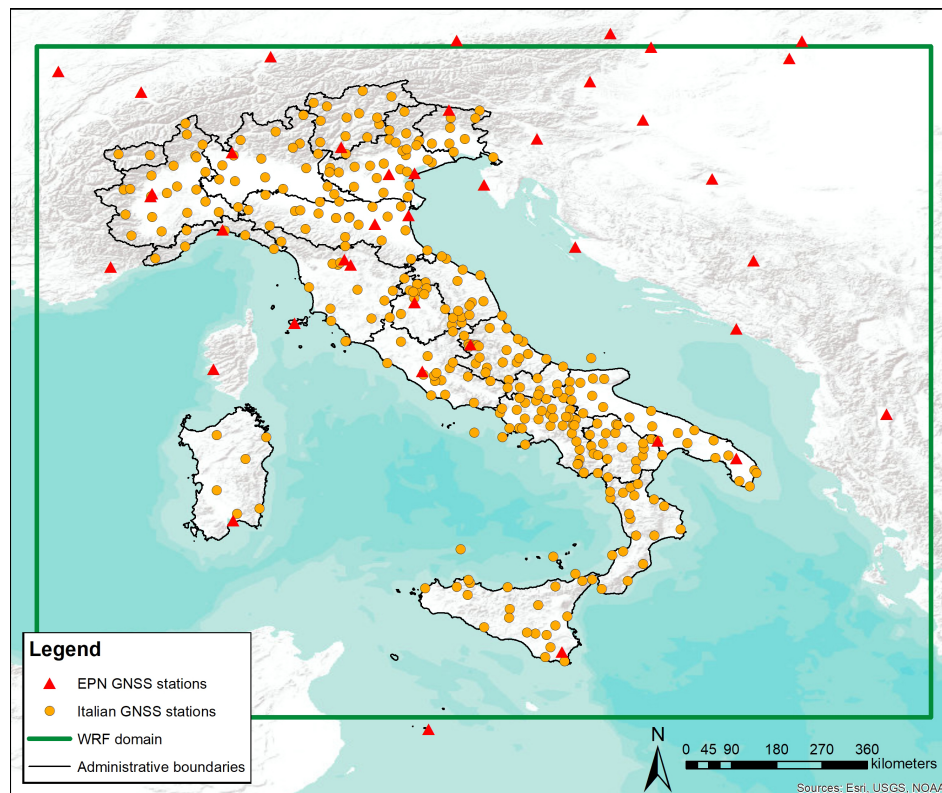 Legend
EPN GNSS stations
Italian GNSS stations
WRF domain
Administrative boundaries
N
0 45 90 180 270 360
kilometers
Sources: Esri, USGS, NOAA